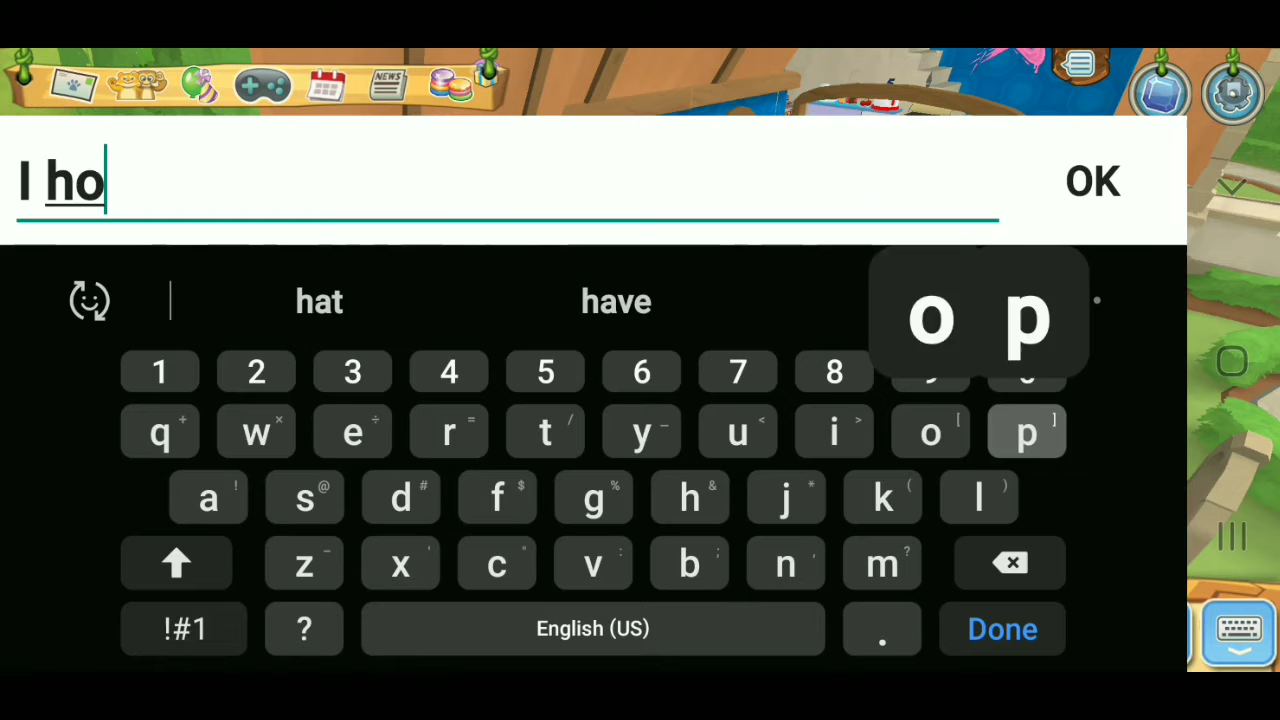 NEWS
I ho
OK
hat have
o p
1 2 3 4 5 6 7 8
q + w × e ÷ r = t / y _ u < i > o [ p ]
a ! s @ d # f $ g % h & j * k ( l )
z - x ' c " v : b ; n , m ?
!#1 ? English (US) . Done